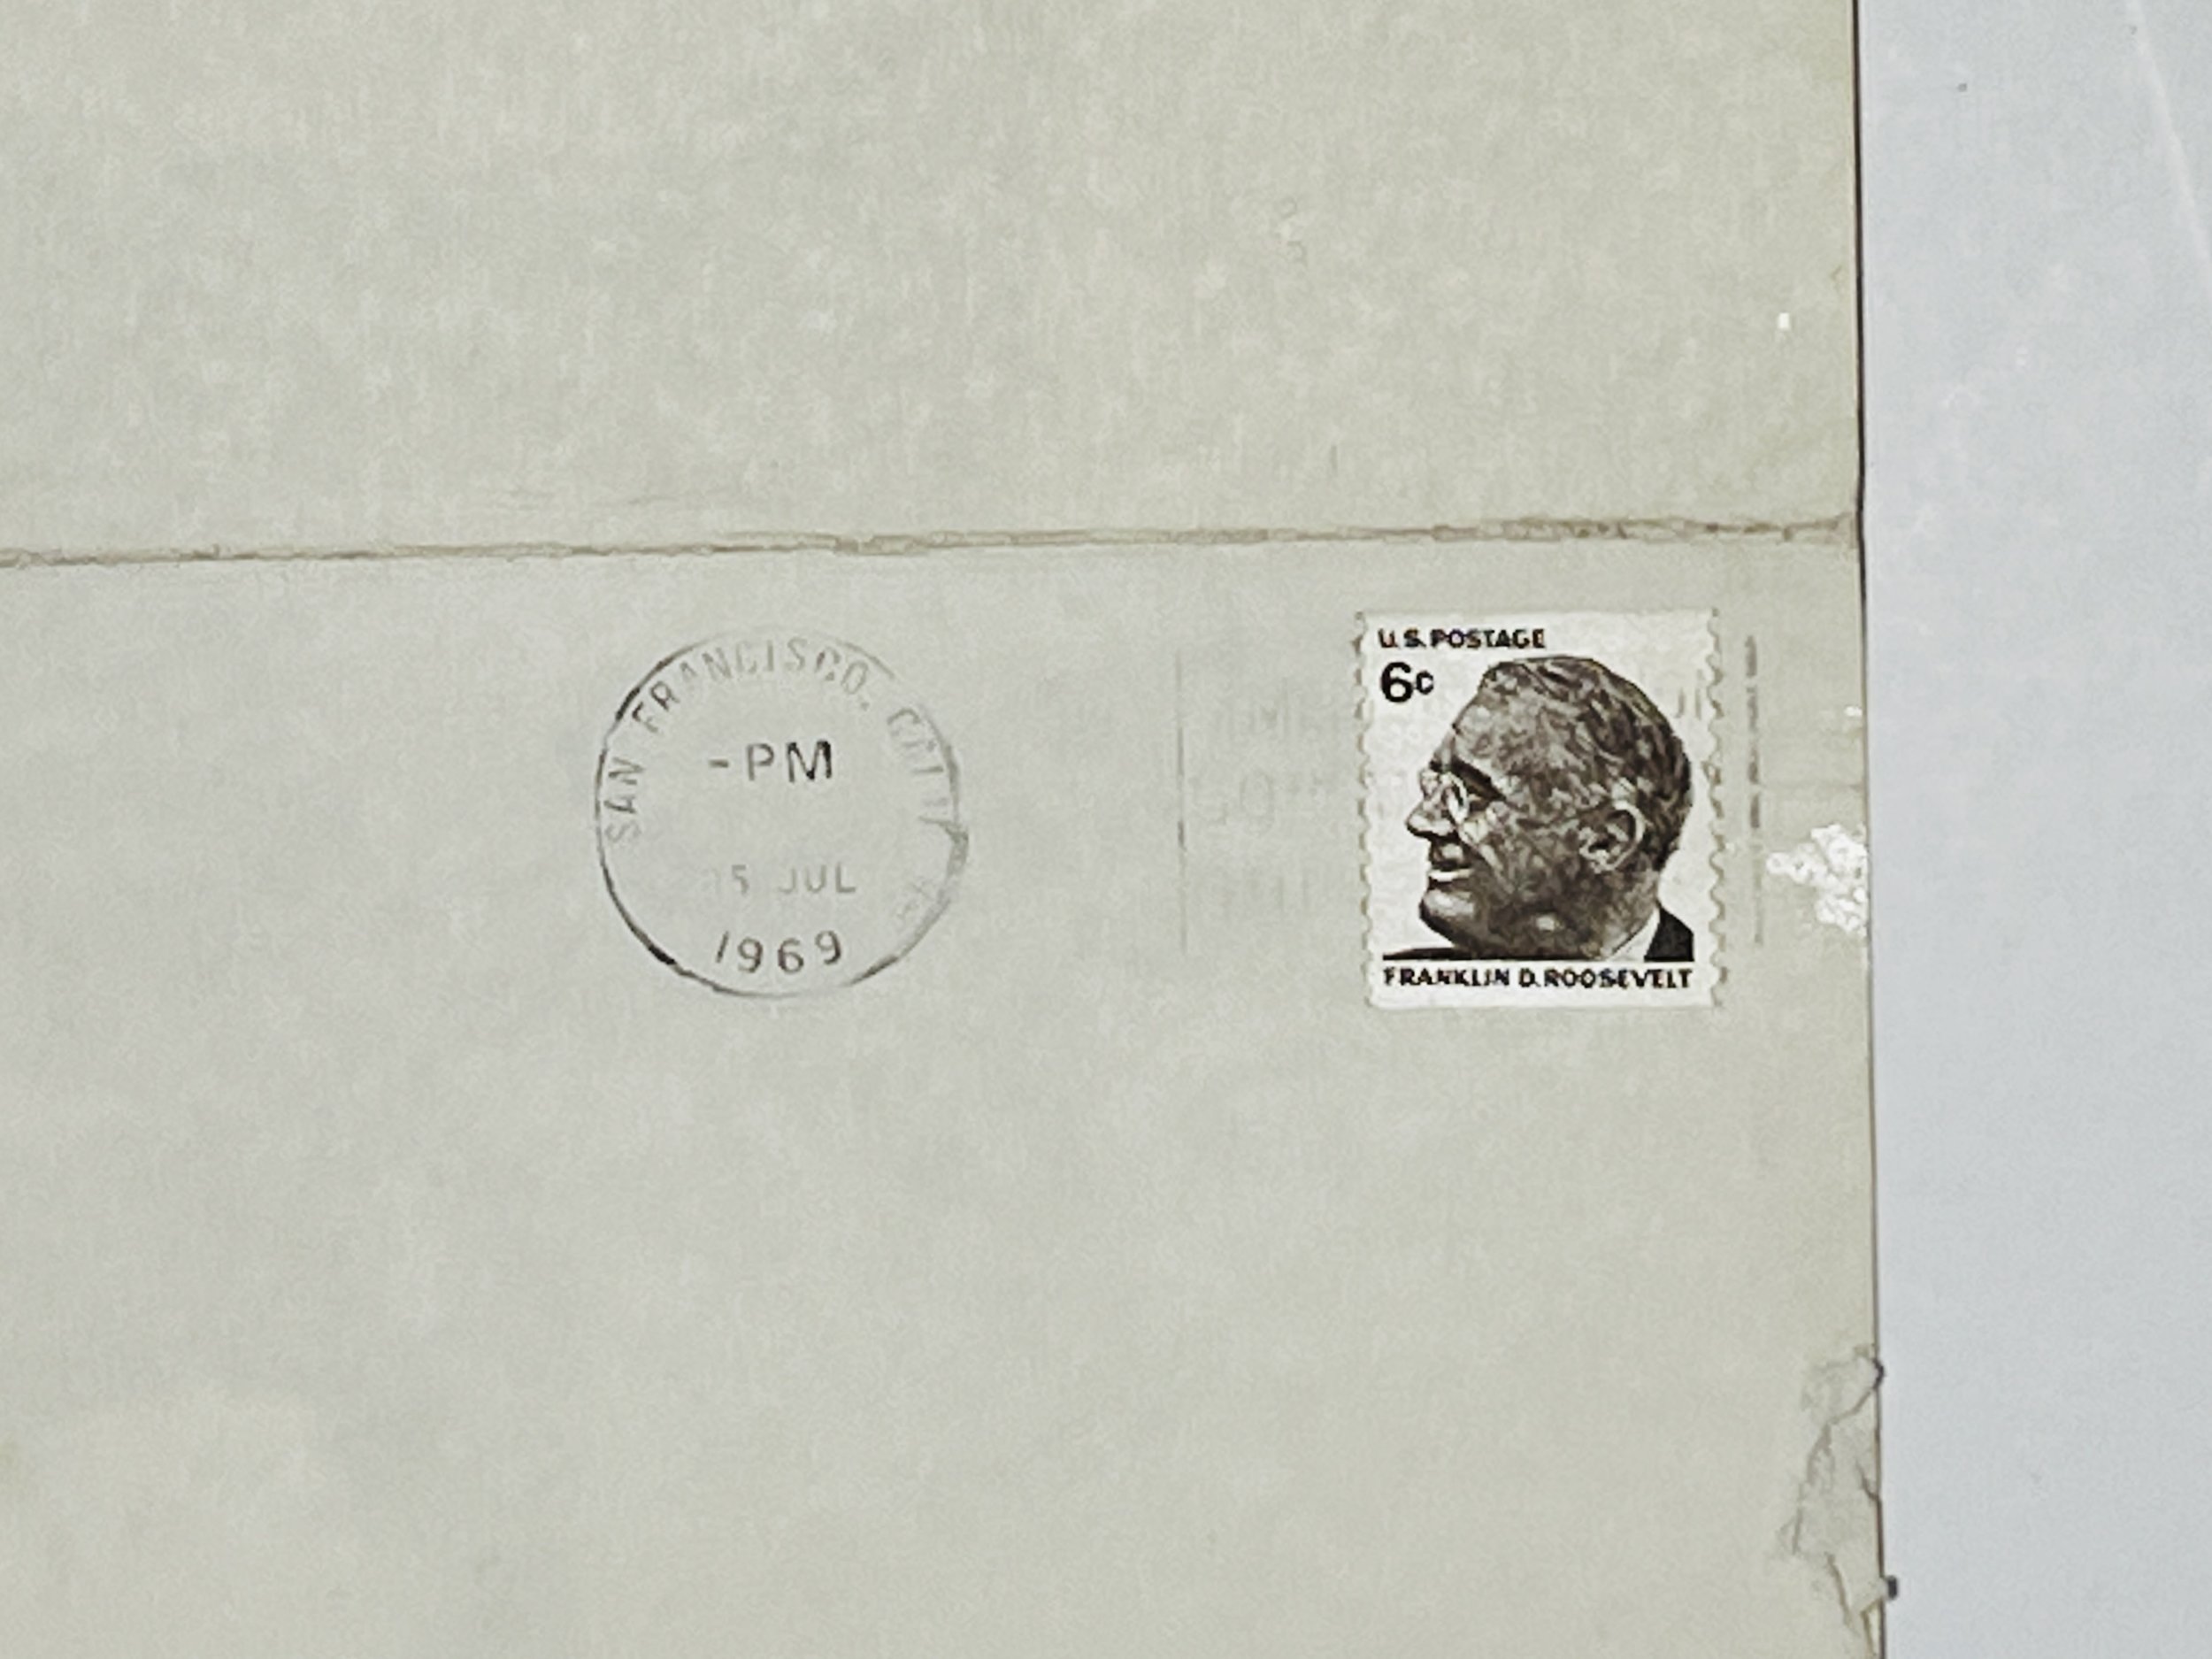 SAN FRANCISCO, CALIF
-PM
JUL
1969
U.S. POSTAGE
6c
FRANKLIN D. ROOSEVELT